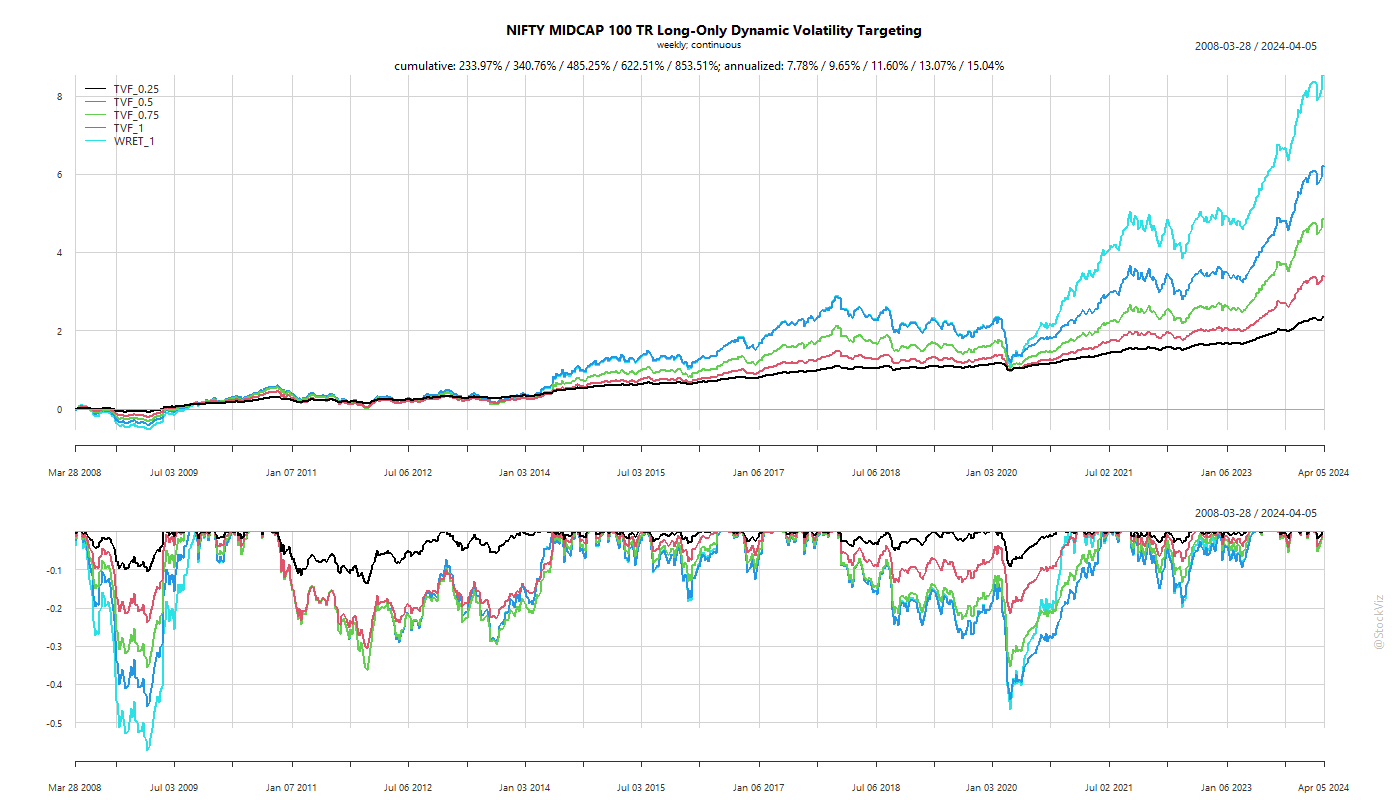 NIFTY MIDCAP 100 TR Long-Only Dynamic Volatility Targeting
weekly; continuous
2008-03-28 / 2024-04-05
cumulative: 233.97% / 340.76% / 485.25% / 622.51% / 853.51%; annualized: 7.78% / 9.65% / 11.60% / 13.07% / 15.04%
TVF_0.25
TVF_0.5
TVF_0.75
TVF_1
WRET_1
8
6
4
2
0
Mar 28 2008 Jul 03 2009 Jan 07 2011 Jul 06 2012 Jan 03 2014 Jul 03 2015 Jan 06 2017 Jul 06 2018 Jan 03 2020 Jul 02 2021 Jan 06 2023 Apr 05 2024
2008-03-28 / 2024-04-05
-0.1
-0.2
-0.3
-0.4
-0.5
Mar 28 2008 Jul 03 2009 Jan 07 2011 Jul 06 2012 Jan 03 2014 Jul 03 2015 Jan 06 2017 Jul 06 2018 Jan 03 2020 Jul 02 2021 Jan 06 2023 Apr 05 2024
@StockViz